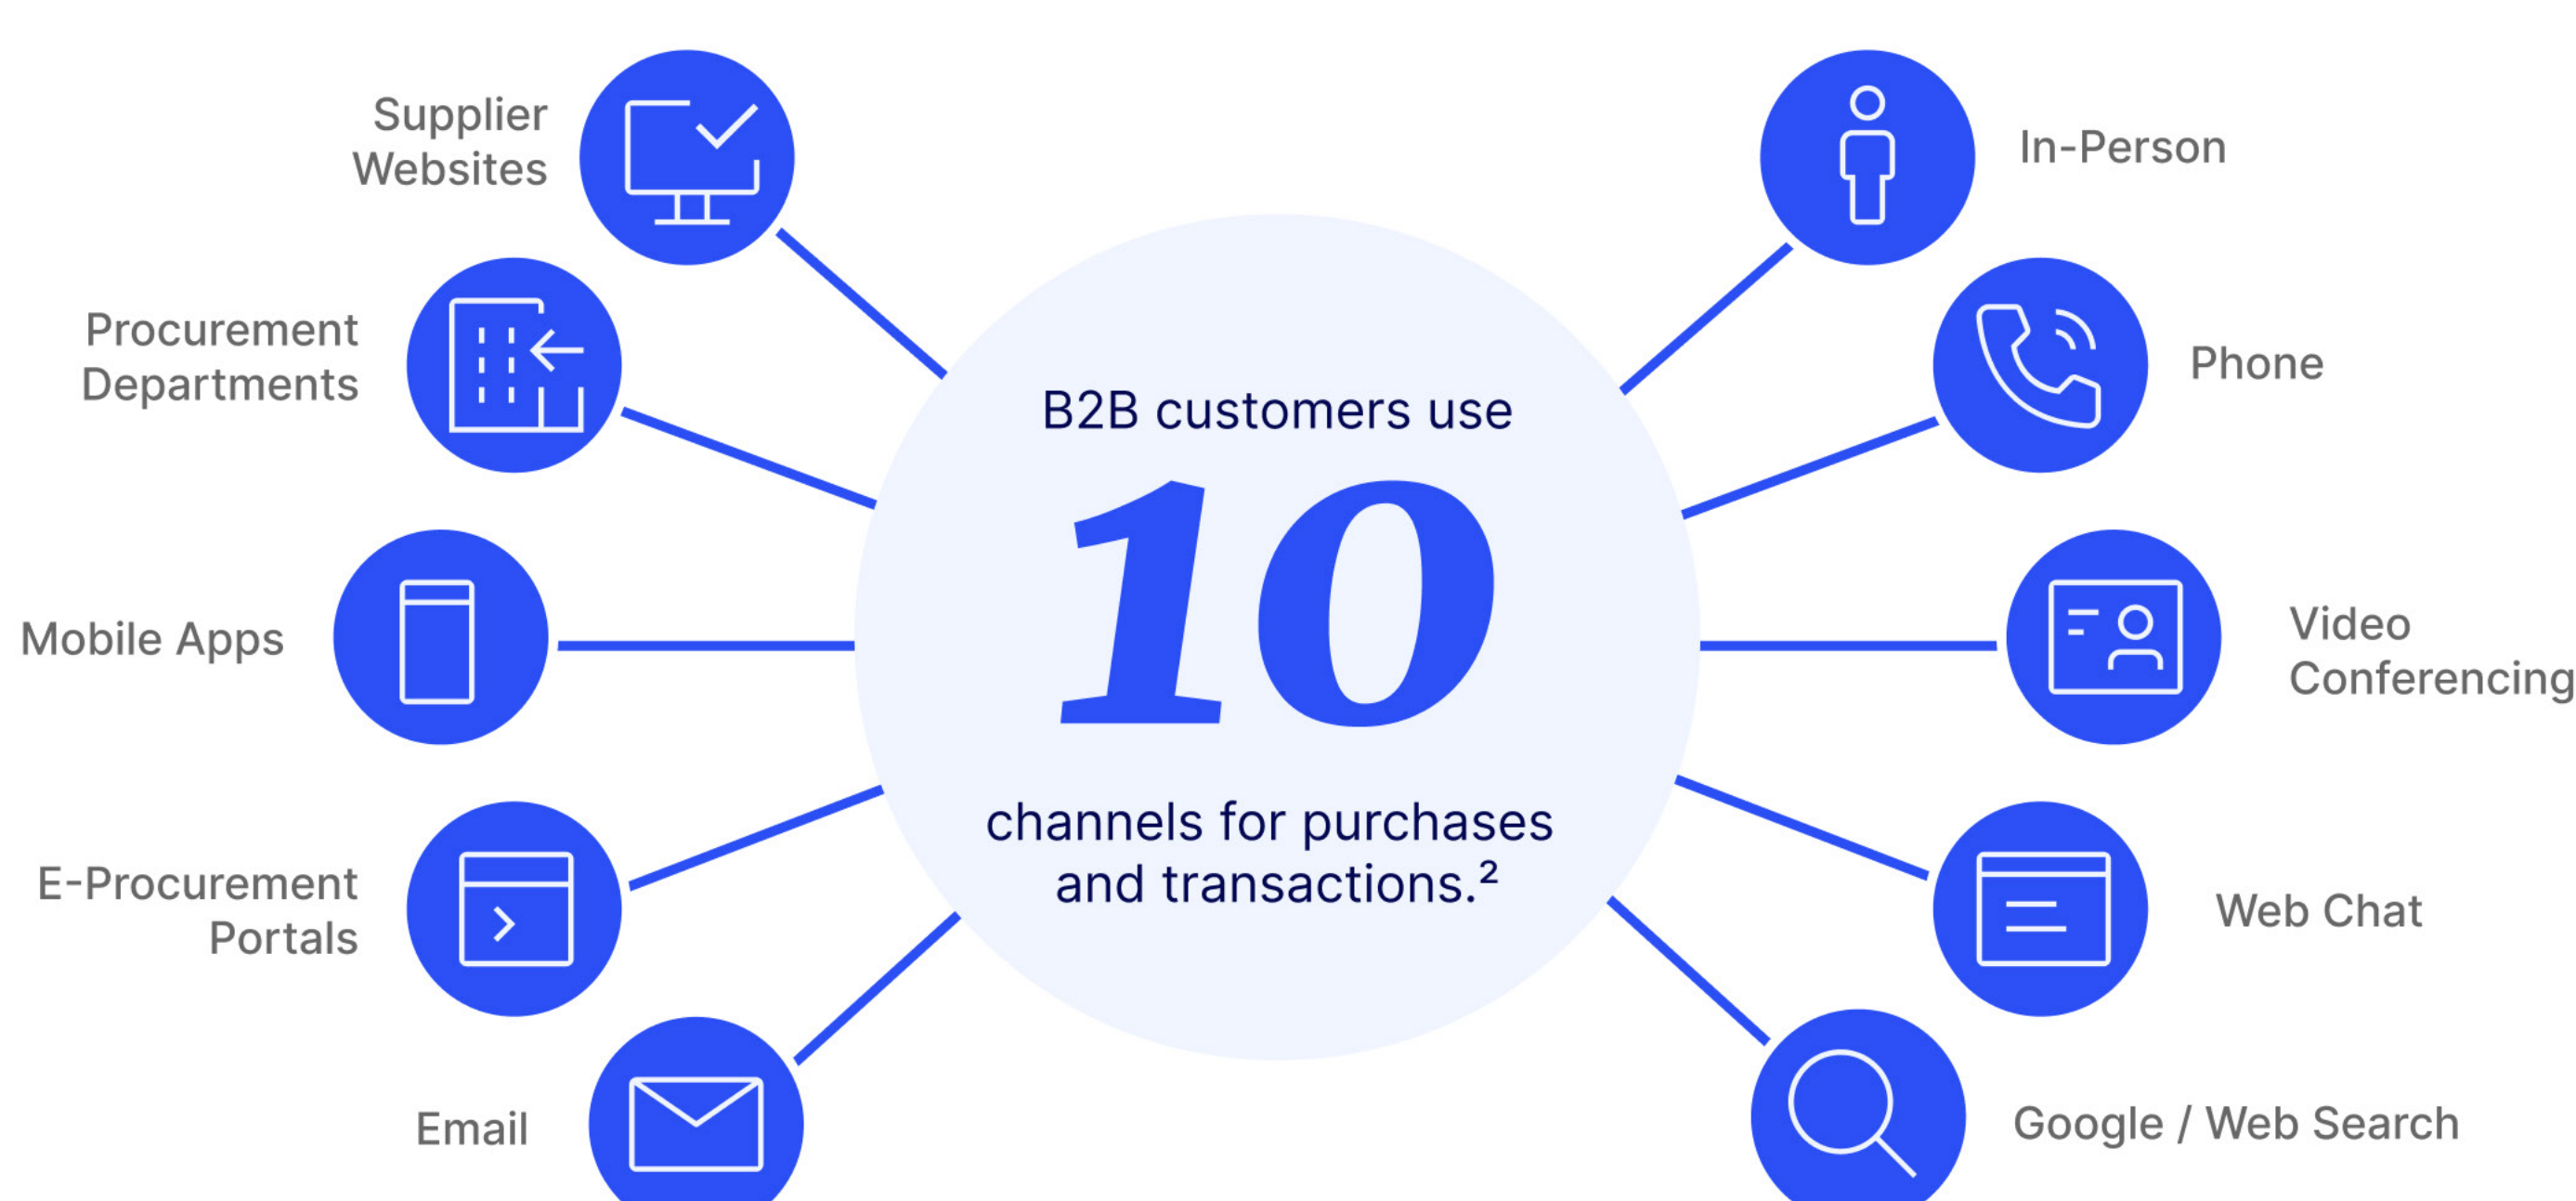 Supplier
Websites
Procurement
Departments
Mobile Apps
E-Procurement
Portals
Email
B2B customers use
10
channels for purchases
and transactions.²
In-Person
Phone
Video
Conferencing
Web Chat
Google / Web Search